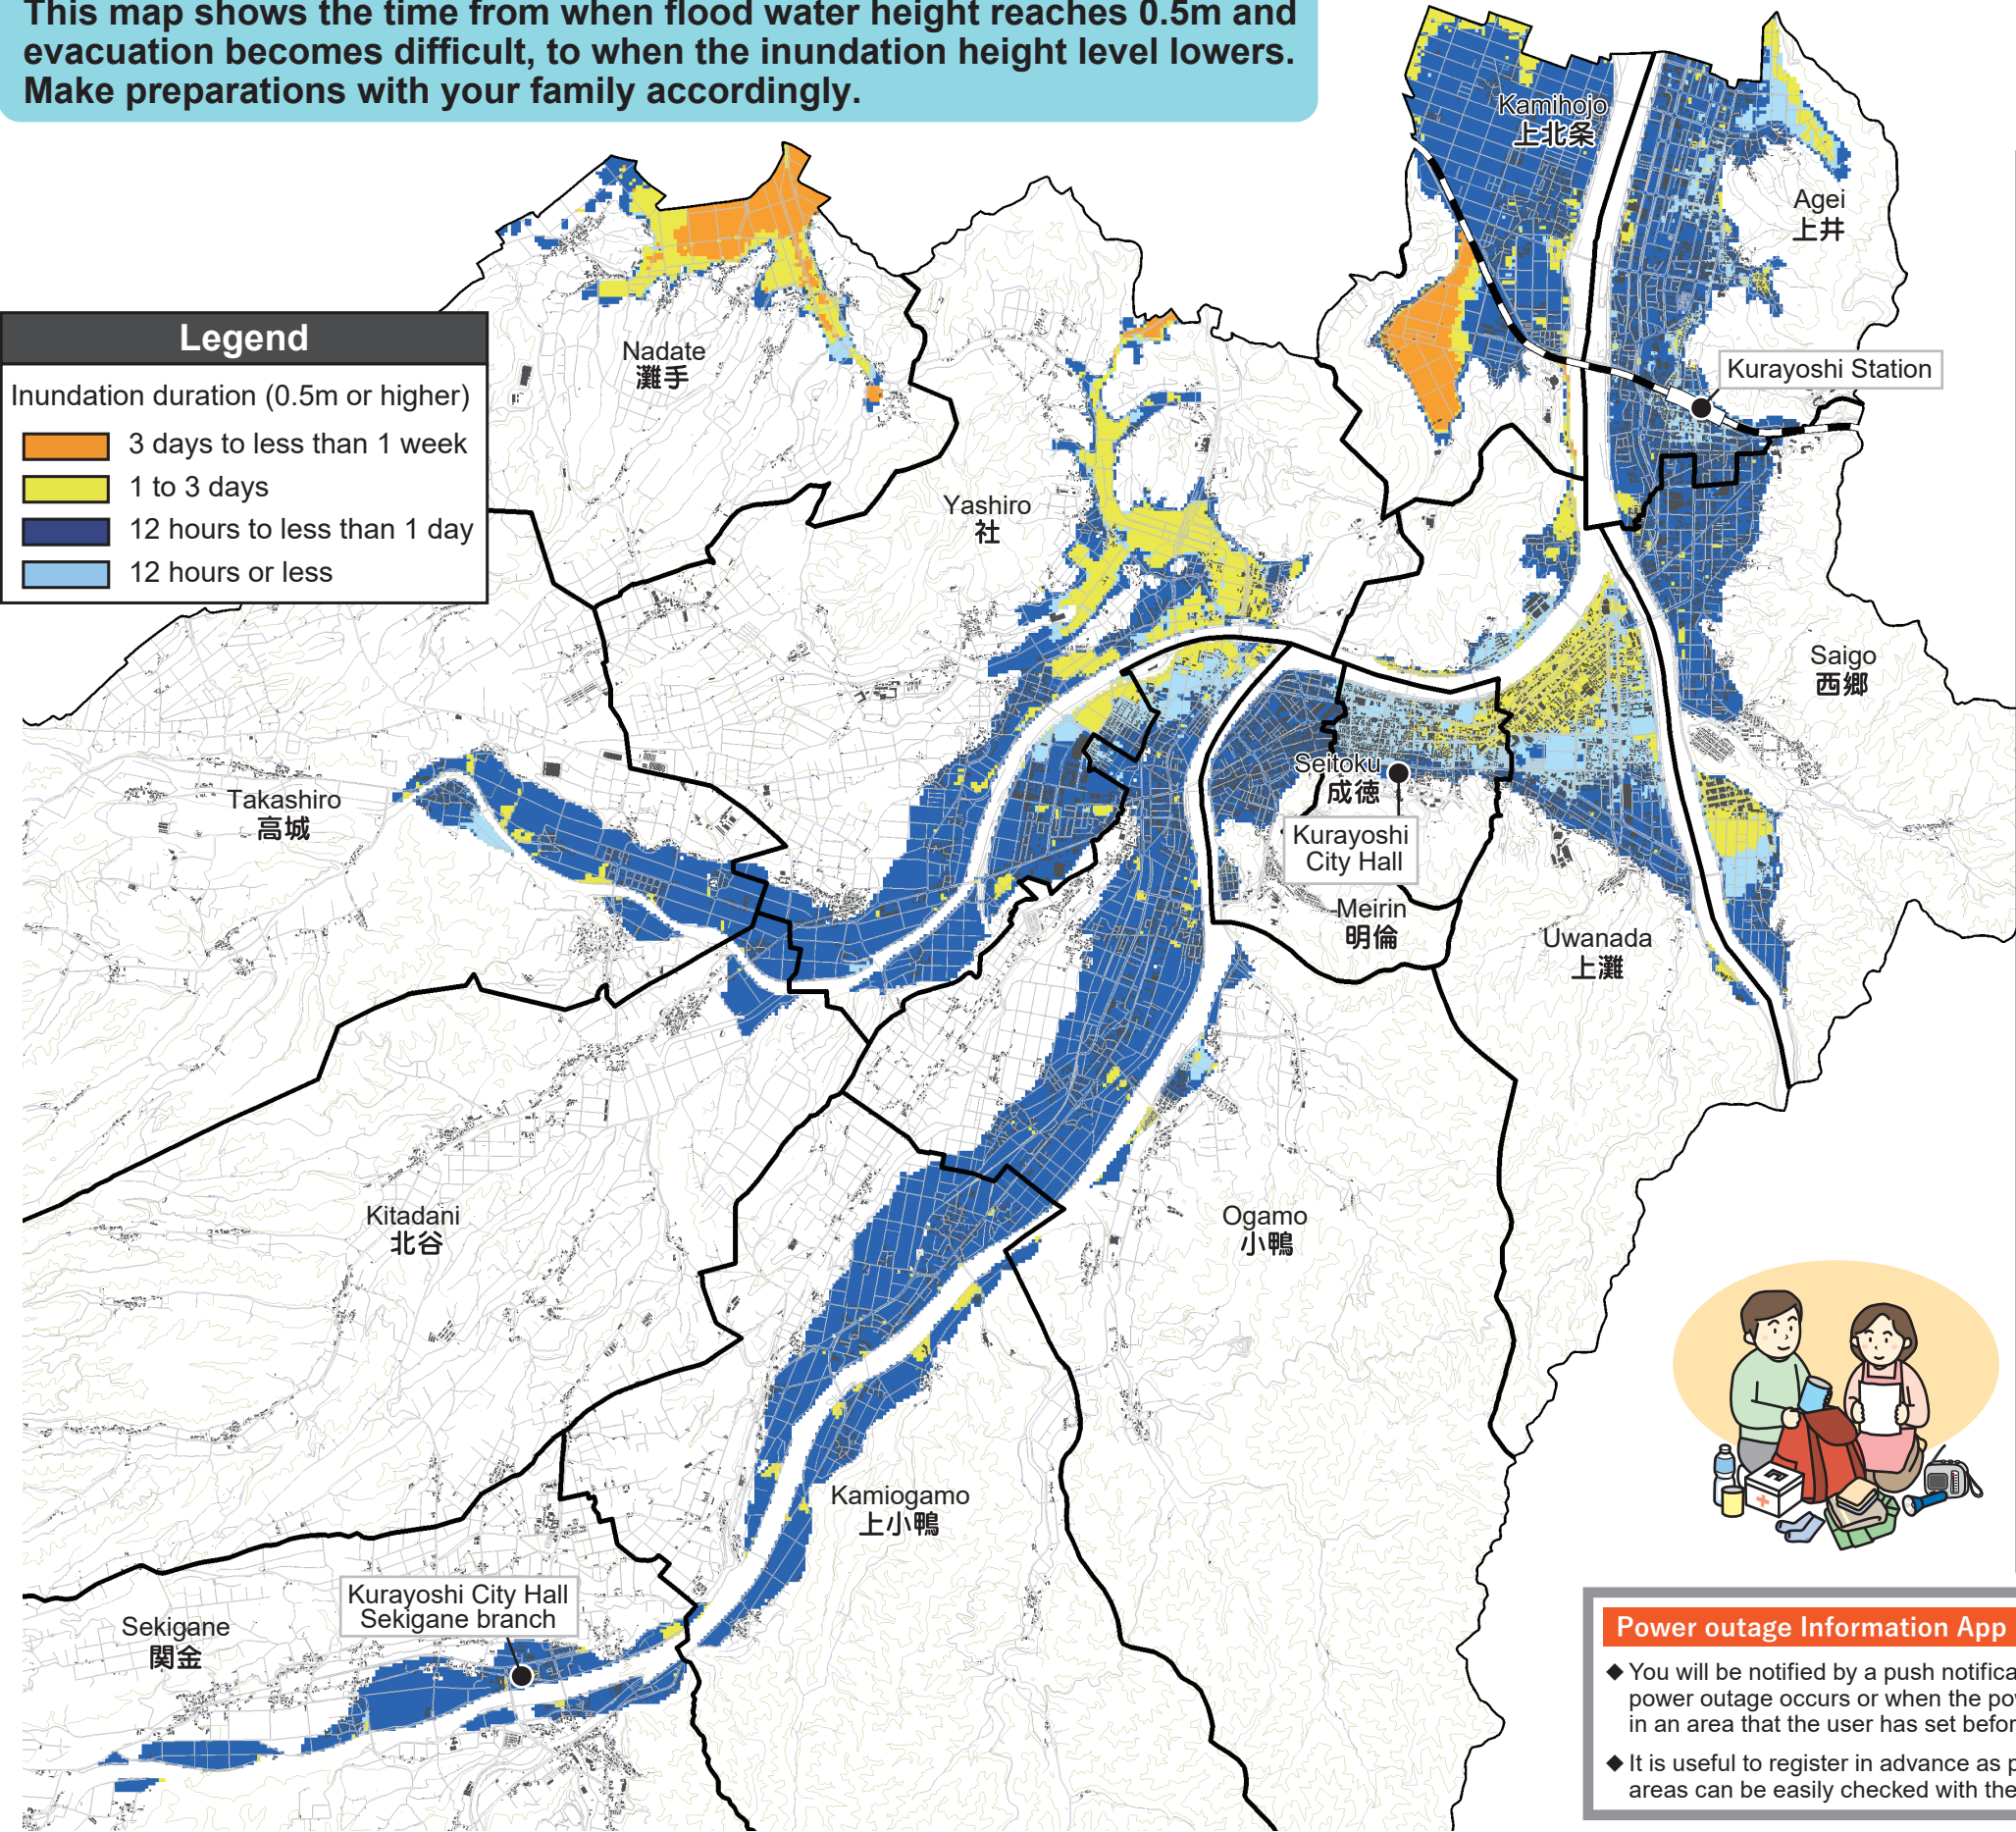 This map shows the time from when flood water height reaches 0.5m and
evacuation becomes difficult, to when the inundation height level lowers.
Make preparations with your family accordingly.
Legend
Inundation duration (0.5m or higher)
3 days to less than 1 week
1 to 3 days
12 hours to less than 1 day
12 hours or less
Kamihojo
上北条
Agei
上井
Nadate
灘手
Kurayoshi Station
Yashiro
社
Saigo
西郷
Takashiro
高城
Seitoku
成徳
Kurayoshi
City Hall
Meirin
明倫
Uwanada
上灘
Kitadani
北谷
Ogamo
小鴨
Kamiogamo
上小鴨
Kurayoshi City Hall
Sekigane branch
Sekigane
関金
Power outage Information App
◆ You will be notified by a push notifica
power outage occurs or when the po
in an area that the user has set befor
◆ It is useful to register in advance as p
areas can be easily checked with the